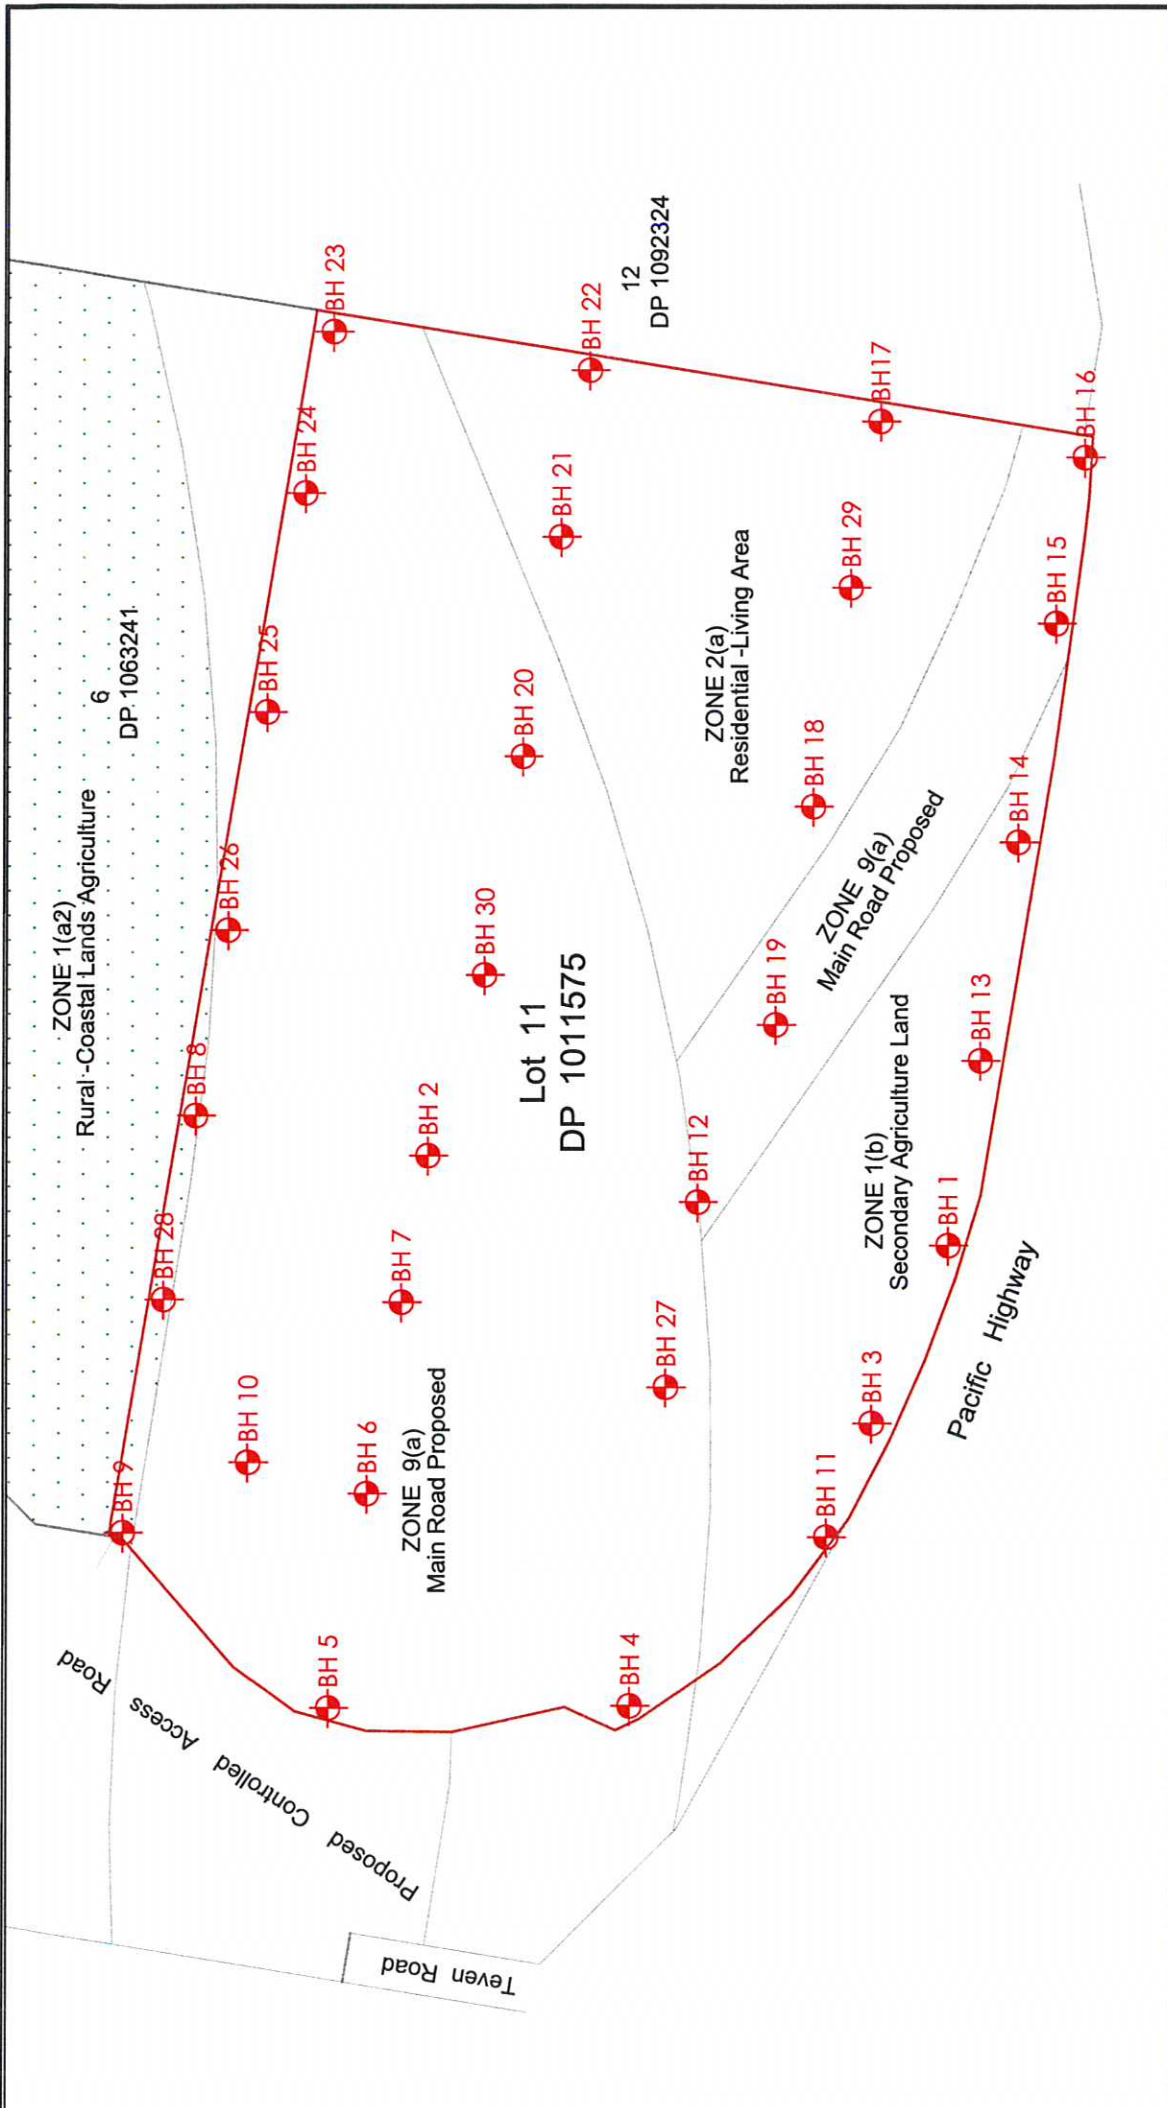 ZONE 1(a2)
Rural -Coastal Lands Agriculture
6
DP 1063241
BH 9
BH 28
BH 8
BH 26
BH 25
BH 24
BH 23
BH 10
BH 5
BH 6
BH 7
BH 2
BH 30
BH 20
BH 21
BH 22
12
DP 1092324
ZONE 9(a)
Main Road Proposed
Lot 11
DP 1011575
BH 4
BH 27
BH 12
BH 19
BH 18
BH 29
BH17
ZONE 2(a)
Residential -Living Area
ZONE 9(a)
Main Road Proposed
BH 11
BH 3
BH 1
BH 13
BH 14
BH 15
BH 16
ZONE 1(b)
Secondary Agriculture Land
Pacific Highway
Proposed Controlled Access Road
Teven Road